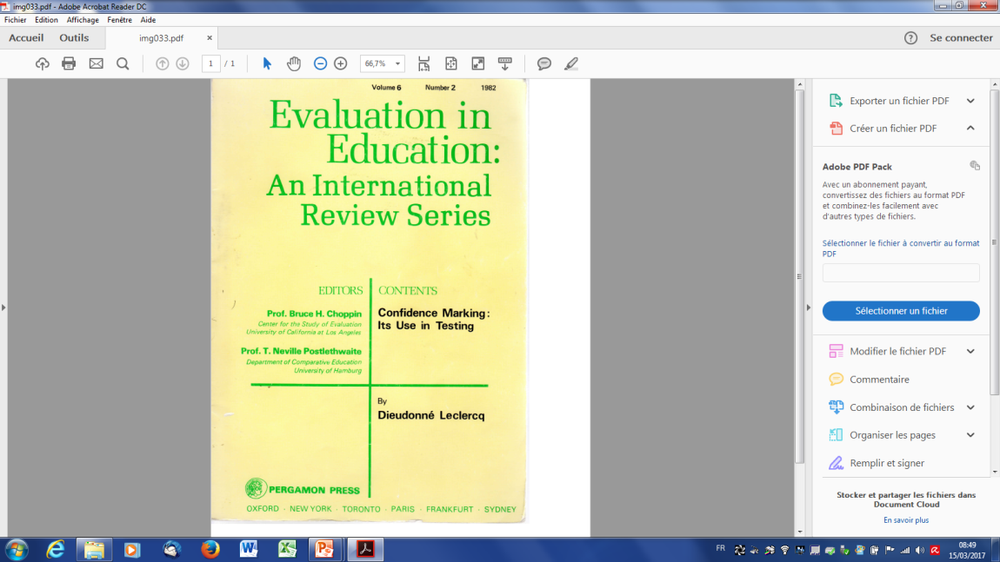 img033.pdf - Adobe Acrobat Reader DC
Fichier Edition Affichage Fenêtre Aide
Accueil Outils img033.pdf × Se connecter
1 / 1 66,7%
Volume 6 Number 2 1982
Evaluation in
Education:
An International
Review Series
EDITORS
Prof. Bruce H. Choppin
Center for the Study of Evaluation
University of California at Los Angeles
Prof. T. Neville Postlethwaite
Department of Comparative Education
University of Hamburg
CONTENTS
Confidence Marking:
Its Use in Testing
By
Dieudonné Leclercq
PERGAMON PRESS
OXFORD · NEW YORK · TORONTO · PARIS · FRANKFURT · SYDNEY
Exporter un fichier PDF
Créer un fichier PDF
Adobe PDF Pack
Avec un abonnement payant,
convertissez des fichiers au format PDF
et combinez-les facilement avec
d'autres types de fichiers.
Sélectionner le fichier à convertir au format
PDF
Sélectionner un fichier
Modifier le fichier PDF
Commentaire
Combinaison de fichiers
Organiser les pages
Remplir et signer
Stocker et partager les fichiers dans
Document Cloud
En savoir plus
FR
08:49
15/03/2017